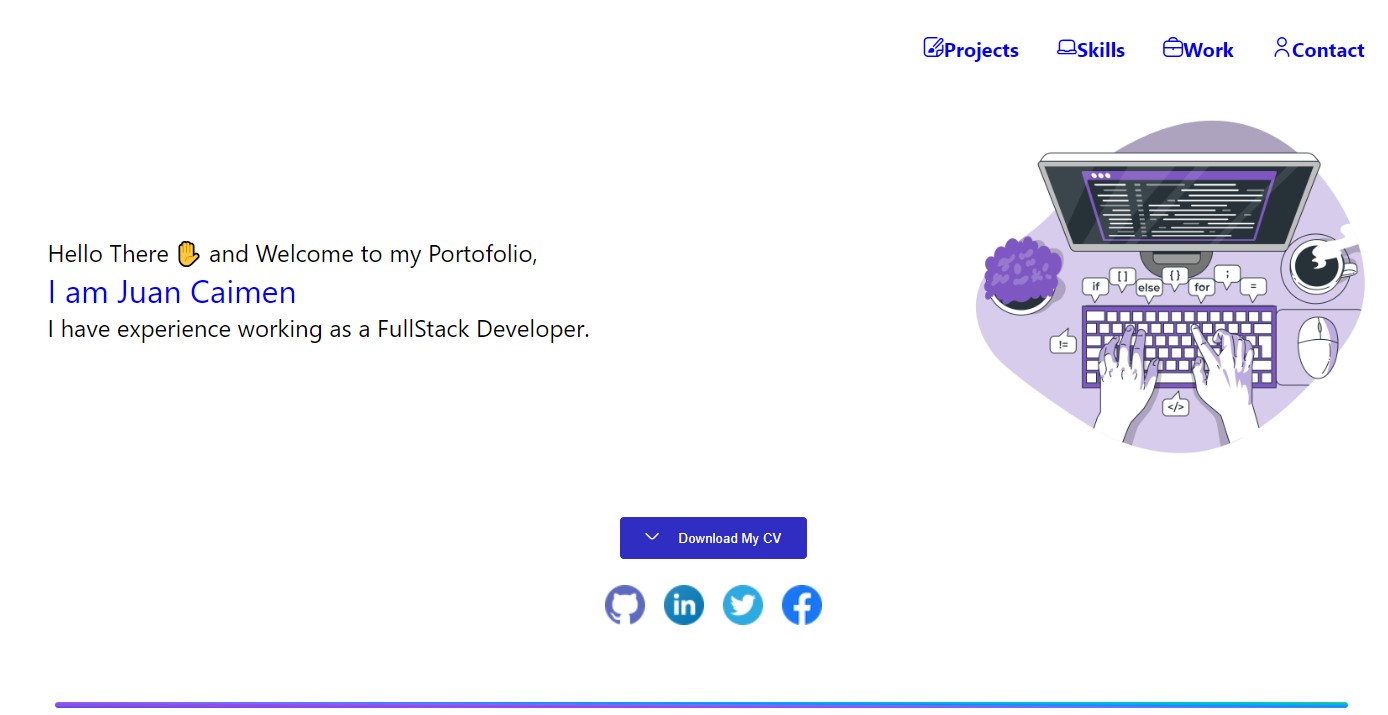 Projects Skills Work Contact
Hello There ✋ and Welcome to my Portofolio,
I am Juan Caimen
I have experience working as a FullStack Developer.
[ ] { } ;
if else for =
!=
</>
Download My CV
in